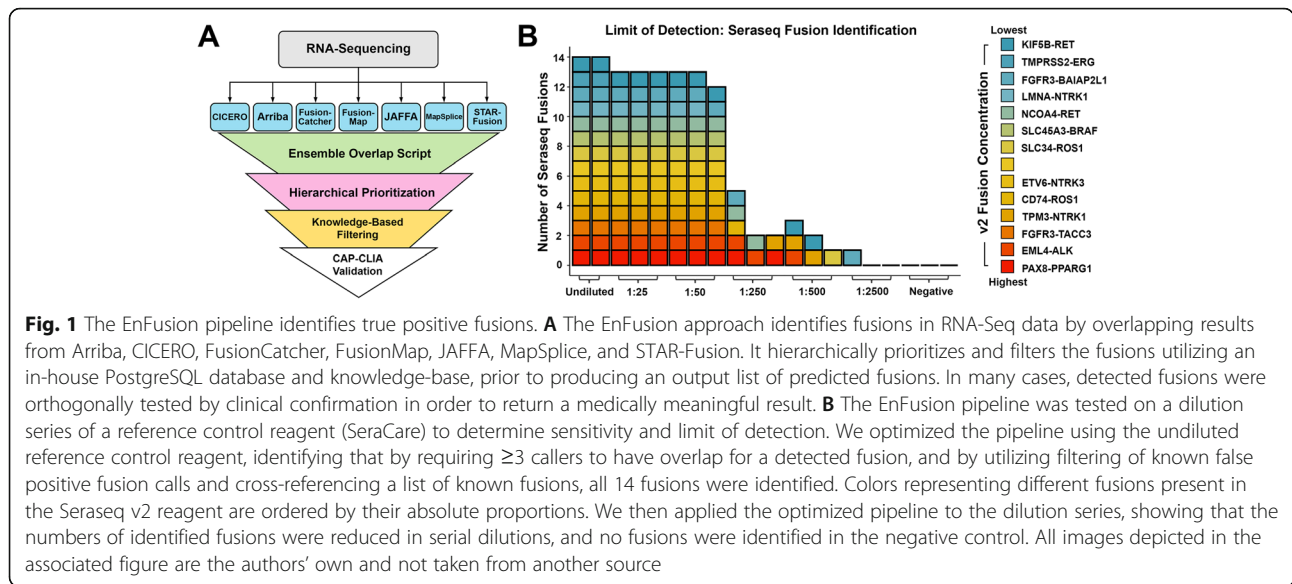 A
RNA-Sequencing
CICERO
Arriba
Fusion-
Catcher
Fusion-
Map
JAFFA
MapSplice
STAR-
Fusion
Ensemble Overlap Script
Hierarchical Prioritization
Knowledge-Based
Filtering
CAP-CLIA
Validation
B
Limit of Detection: Seraseq Fusion Identification
Number of Seraseq Fusions
14
12
10
8
6
4
2
0
Undiluted
1:25
1:50
1:250
1:500
1:2500
Negative
v2 Fusion Concentration
Lowest
KIF5B-RET
TMPRSS2-ERG
FGFR3-BAIAP2L1
LMNA-NTRK1
NCOA4-RET
SLC45A3-BRAF
SLC34-ROS1
ETV6-NTRK3
CD74-ROS1
TPM3-NTRK1
FGFR3-TACC3
EML4-ALK
PAX8-PPARG1
Highest
Fig. 1 The EnFusion pipeline identifies true positive fusions. A The EnFusion approach identifies fusions in RNA-Seq data by overlapping results
from Arriba, CICERO, FusionCatcher, FusionMap, JAFFA, MapSplice, and STAR-Fusion. It hierarchically prioritizes and filters the fusions utilizing an
in-house PostgreSQL database and knowledge-base, prior to producing an output list of predicted fusions. In many cases, detected fusions were
orthogonally tested by clinical confirmation in order to return a medically meaningful result. B The EnFusion pipeline was tested on a dilution
series of a reference control reagent (SeraCare) to determine sensitivity and limit of detection. We optimized the pipeline using the undiluted
reference control reagent, identifying that by requiring ≥3 callers to have overlap for a detected fusion, and by utilizing filtering of known false
positive fusion calls and cross-referencing a list of known fusions, all 14 fusions were identified. Colors representing different fusions present in
the Seraseq v2 reagent are ordered by their absolute proportions. We then applied the optimized pipeline to the dilution series, showing that the
numbers of identified fusions were reduced in serial dilutions, and no fusions were identified in the negative control. All images depicted in the
associated figure are the authors' own and not taken from another source